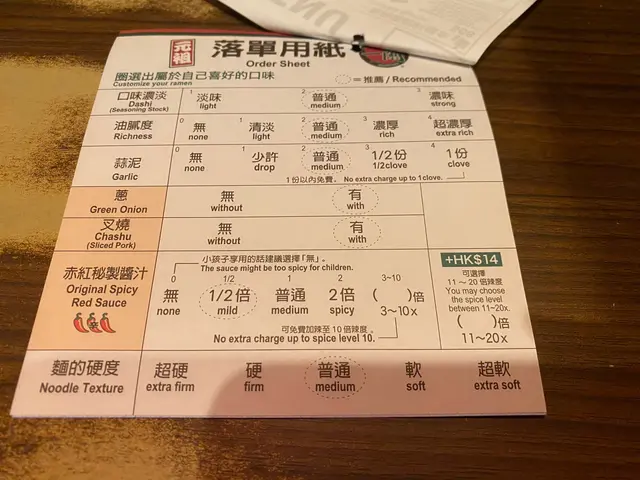 元祖 落單用紙
Order Sheet
圈選出屬於自己喜好的口味
Customize your ramen
= 推薦 / Recommended
口味濃淡 淡味 普通 濃味
Dashi light medium strong
(Seasoning Stock)
1 2 3
油膩度 無 清淡 普通 濃厚 超濃厚
Richness none light medium rich extra rich
0 1 2 3 4
蒜泥 無 少許 普通 1/2份 1份
Garlic none drop medium 1/2clove clove
0 1 2 3 4
1份以內免費。 No extra charge up to 1clove.
蔥 無 有
Green Onion without with
叉燒 無 有
Chashu without with
(Sliced Pork)
小孩子享用的話建議選擇「無」。
The sauce might be too spicy for children.
0 1/2 1 2 3~10
赤紅秘製醬汁 無 1/2倍 普通 2倍 ( )倍
Original Spicy none mild medium spicy 3~10x
Red Sauce
可免費加辣至10倍辣度。
No extra charge up to spice level 10.
+HK$14
可選擇
11~20倍辣度
You may choose
the spice level
between 11~20x.
( )倍
11~20x
麵的硬度 超硬 硬 普通 軟 超軟
Noodle Texture extra firm firm medium soft extra soft